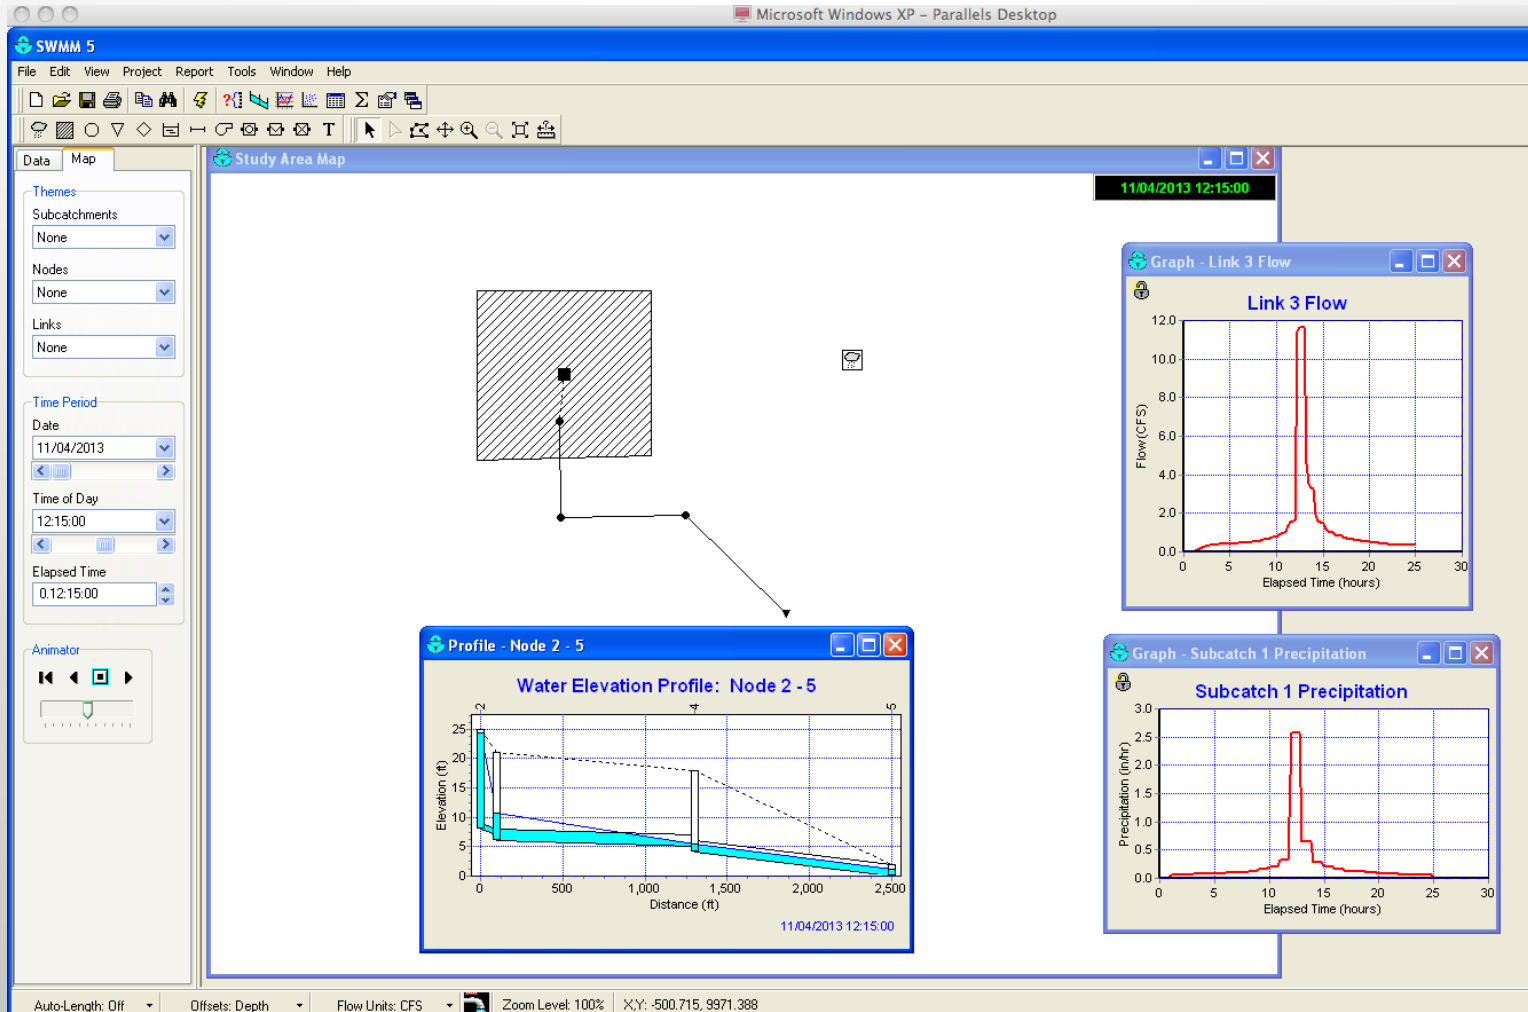 Microsoft Windows XP - Parallels Desktop
SWMM 5
File Edit View Project Report Tools Window Help
?{}
Σ
T
Data Map
Themes
Subcatchments
None
Nodes
None
Links
None
Time Period
Date
11/04/2013
Time of Day
12:15:00
Elapsed Time
0.12:15:00
Animator
Study Area Map
11/04/2013 12:15:00
Graph - Link 3 Flow
Link 3 Flow
12.0
10.0
8.0
6.0
4.0
2.0
0.0
Flow (CFS)
0 5 10 15 20 25 30
Elapsed Time (hours)
Profile - Node 2 - 5
Water Elevation Profile: Node 2 - 5
2 4 5
25
20
15
10
5
0
Elevation (ft)
0 500 1,000 1,500 2,000 2,500
Distance (ft)
11/04/2013 12:15:00
Graph - Subcatch 1 Precipitation
Subcatch 1 Precipitation
3.0
2.5
2.0
1.5
1.0
0.5
0.0
Precipitation (in/hr)
0 5 10 15 20 25 30
Elapsed Time (hours)
Auto-Length: Off Offsets: Depth Flow Units: CFS Zoom Level: 100% X,Y: -500.715, 9971.388